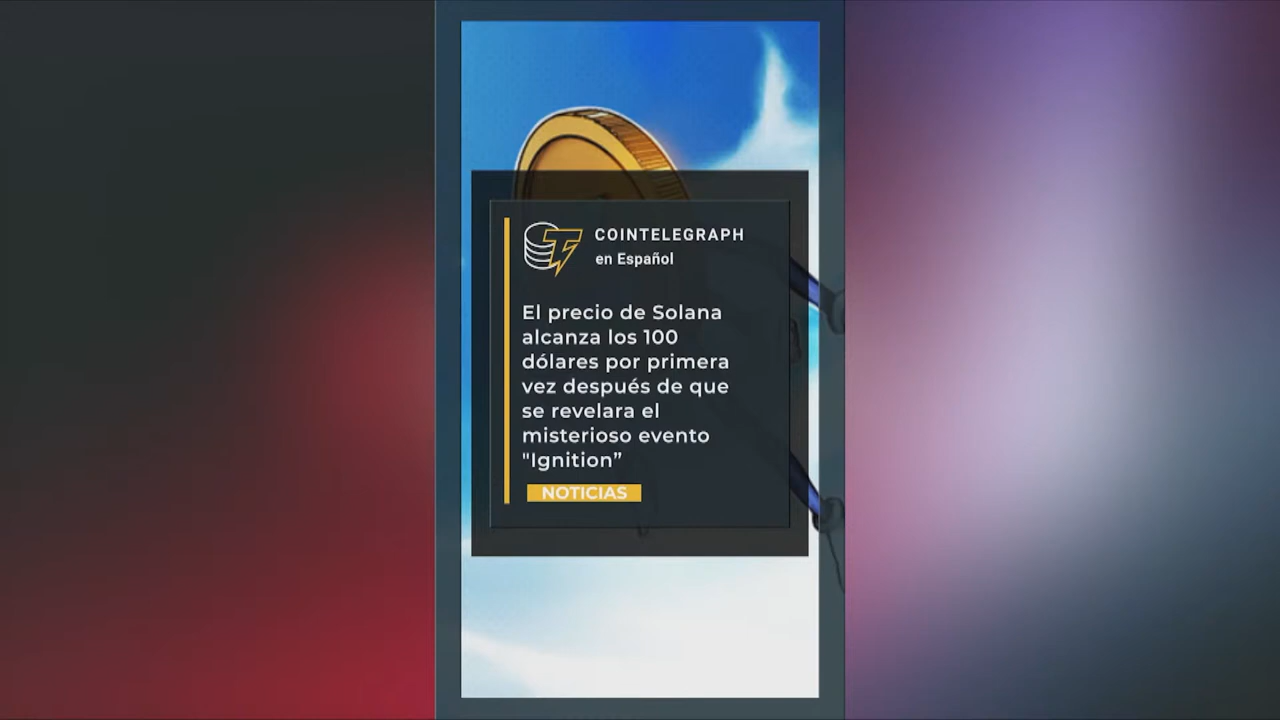 COINTELEGRAPH
en Español
El precio de Solana
alcanza los 100
dólares por primera
vez después de que
se revelara el
misterioso evento
"Ignition”
NOTICIAS